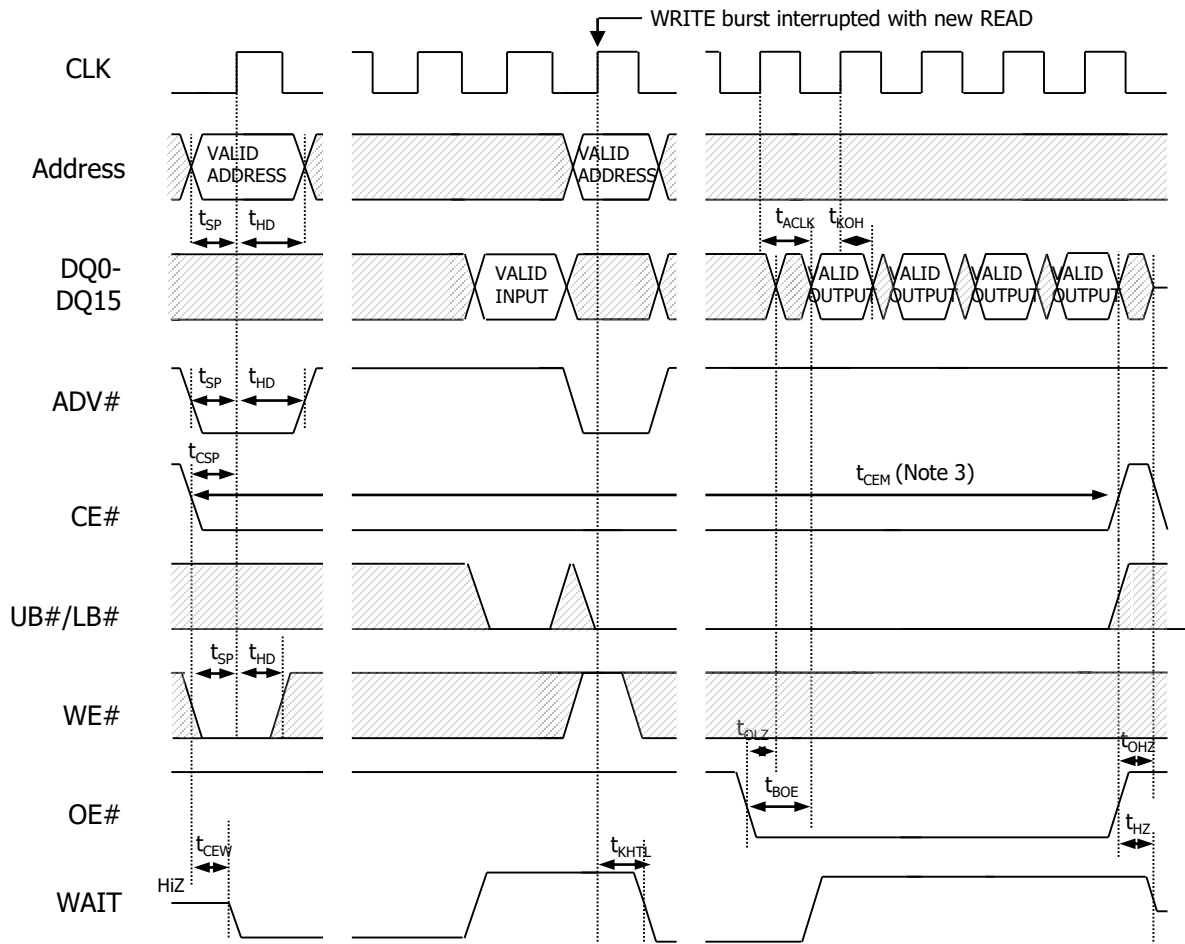 WRITE burst interrupted with new READ
CLK
Address
VALID
ADDRESS
VALID
ADDRESS
tSP
tHD
tACLK
tKOH
DQ0-
DQ15
VALID
INPUT
VALID
OUTPUT
VALID
OUTPUT
VALID
OUTPUT
VALID
OUTPUT
ADV#
tSP
tHD
tCSP
CE#
tCEM (Note 3)
UB#/LB#
tSP
tHD
WE#
tOLZ
tOHZ
OE#
tBOE
tHZ
tCEW
tKHTL
HiZ
WAIT